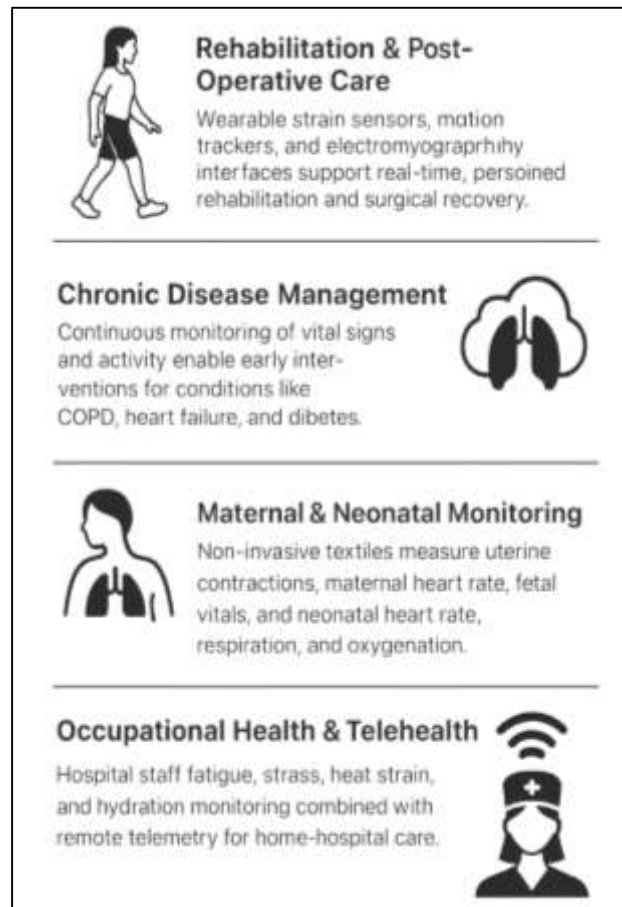 Rehabilitation & Post-
Operative Care
Wearable strain sensors, motion
trackers, and electromyograprhihy
interfaces support real-time, persoined
rehabilitation and surgical recovery.
Chronic Disease Management
Continuous monitoring of vital signs
and activity enable early inter-
ventions for conditions like
COPD, heart failure, and dibetes.
Maternal & Neonatal Monitoring
Non-invasive textiles measure uterine
contractions, maternal heart rate, fetal
vitals, and neonatal heart rate,
respiration, and oxygenation.
Occupational Health & Telehealth
Hospital staff fatigue, strass, heat strain,
and hydration monitoring combined with
remote telemetry for home-hospital care.